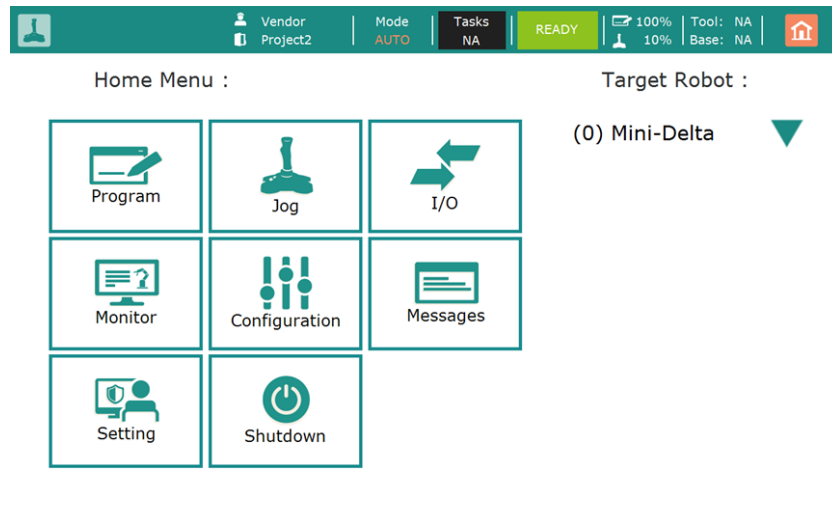 Vendor Mode Tasks READY 100% Tool: NA
Project2 AUTO NA 10% Base: NA
Home Menu : Target Robot :
(0) Mini-Delta
Program Jog I/O
Monitor Configuration Messages
Setting Shutdown